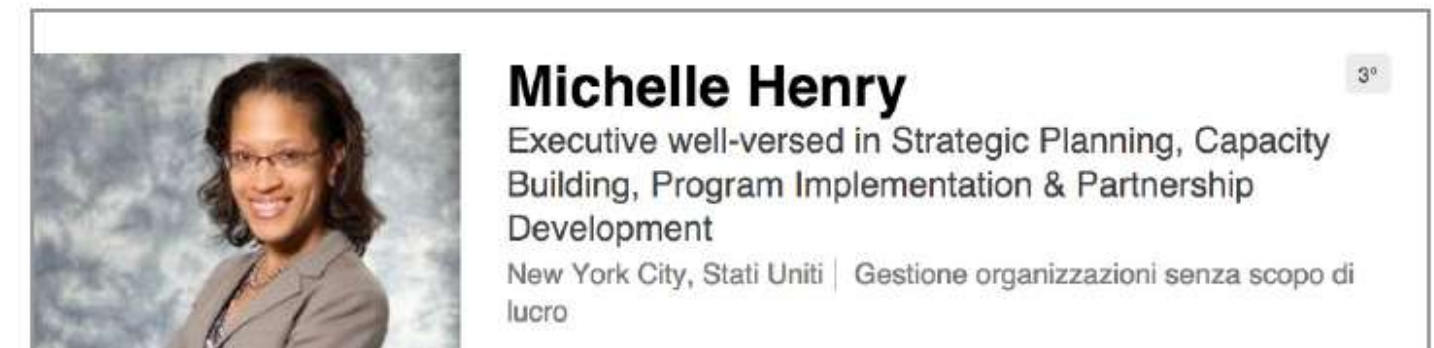 Michelle Henry
3°
Executive well-versed in Strategic Planning, Capacity
Building, Program Implementation & Partnership
Development
New York City, Stati Uniti | Gestione organizzazioni senza scopo di
lucro